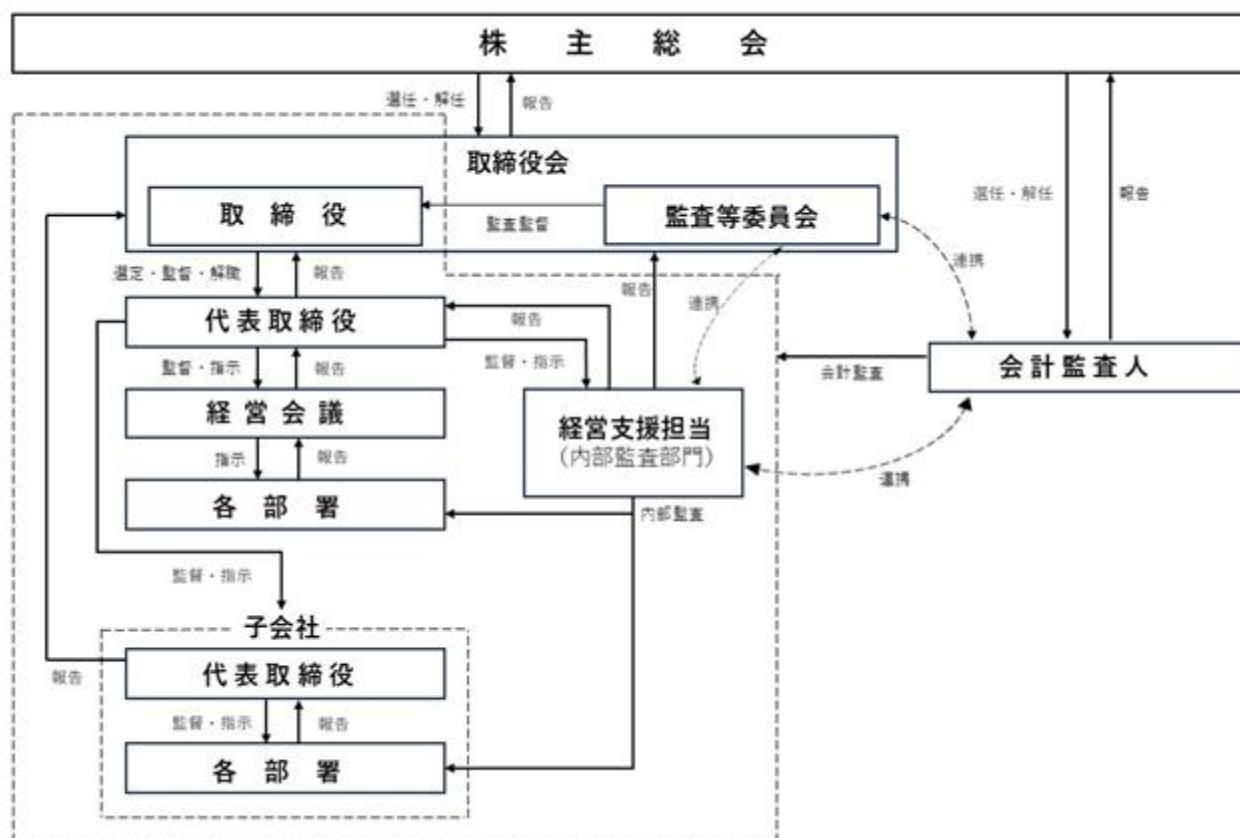 株主総会
選任・解任
報告
取締役会
取締役
監査監督
監査等委員会
選任・解任
報告
連携
選定・監督・解職
報告
報告
連携
代表取締役
報告
監督・指示
監督・指示
報告
会計監査
会計監査人
経営会議
経営支援担当
（内部監査部門）
指示
報告
連携
各部署
内部監査
監督・指示
子会社
代表取締役
報告
監督・指示
報告
各部署